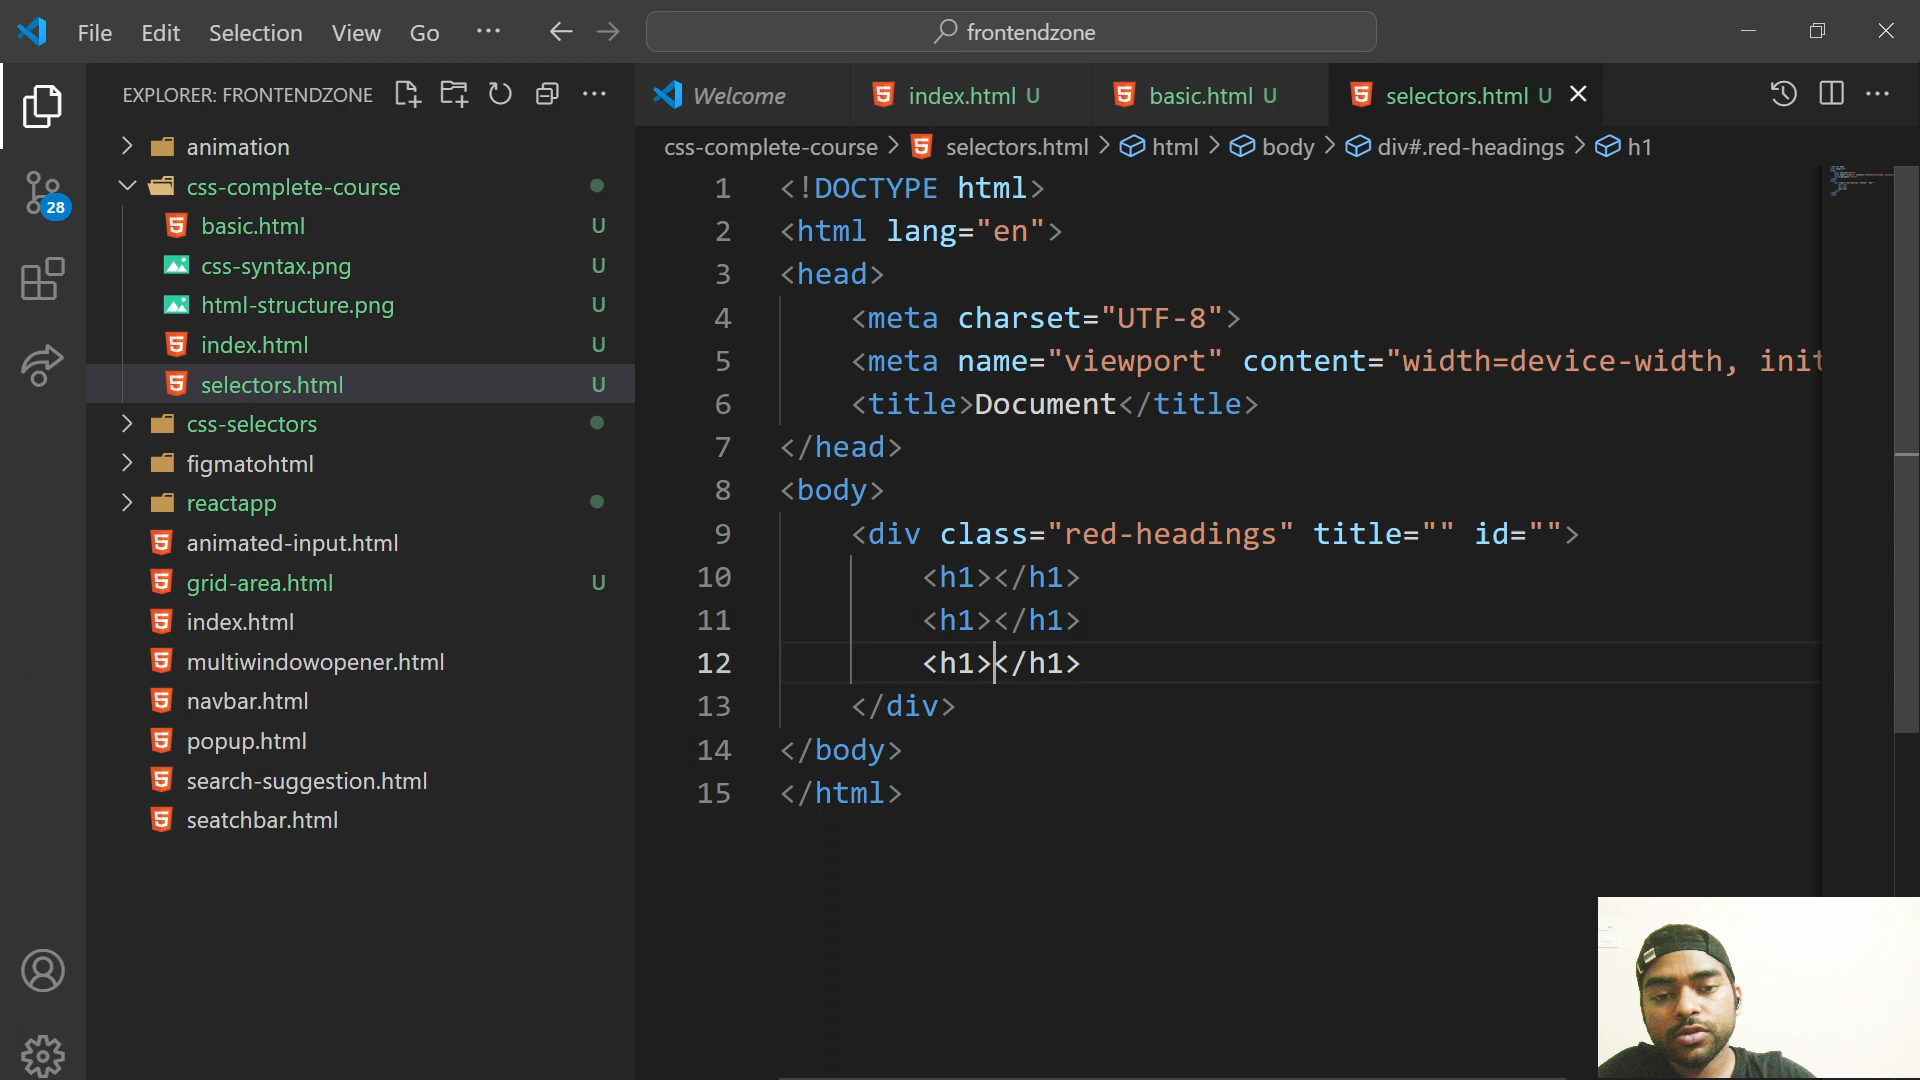 File Edit Selection View Go ··· frontendzone
EXPLORER: FRONTENDZONE
animation
css-complete-course
basic.html U
css-syntax.png U
html-structure.png U
index.html U
selectors.html U
css-selectors
figmatohtml
reactapp
animated-input.html
grid-area.html U
index.html
multiwindowopener.html
navbar.html
popup.html
search-suggestion.html
seatchbar.html
28
Welcome index.html U basic.html U selectors.html U
css-complete-course > selectors.html > html > body > div#.red-headings > h1
1 <!DOCTYPE html>
2 <html lang="en">
3 <head>
4 <meta charset="UTF-8">
5 <meta name="viewport" content="width=device-width, init
6 <title>Document</title>
7 </head>
8 <body>
9 <div class="red-headings" title="" id="">
10 <h1></h1>
11 <h1></h1>
12 <h1></h1>
13 </div>
14 </body>
15 </html>